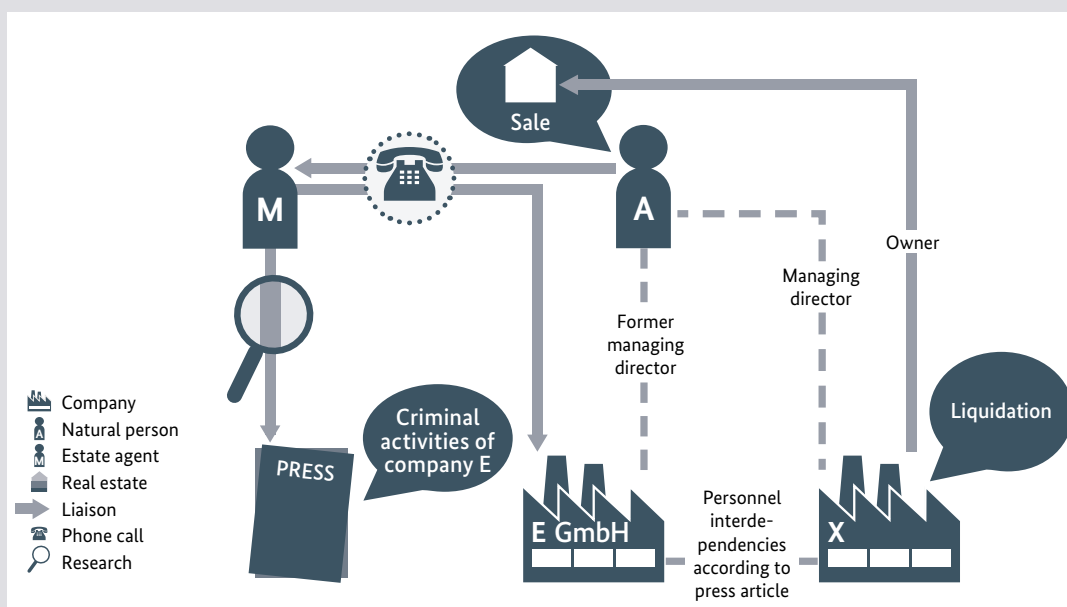 Sale
M
A
Owner
Managing
director
Former
managing
director
Criminal
activities of
company E
Liquidation
PRESS
E GmbH
Personnel
interde-
pendencies
according to
press article
X
Company
A
Natural person
M
Estate agent
Real estate
Liaison
Phone call
Research